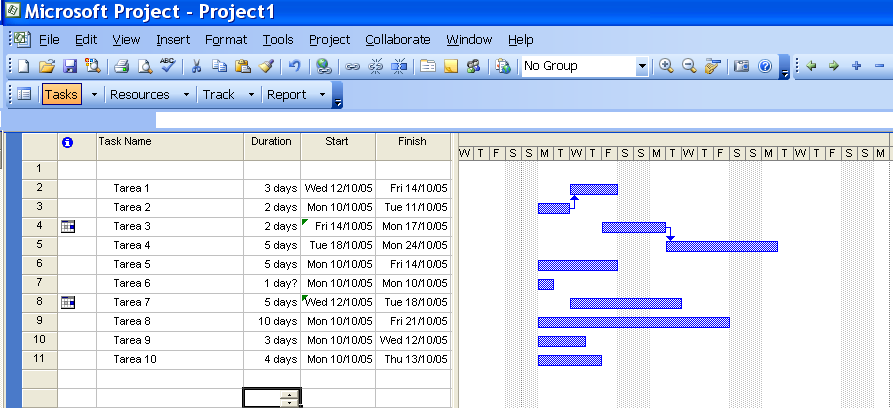 Microsoft Project - Project1
File Edit View Insert Format Tools Project Collaborate Window Help
ABC No Group
Tasks Resources Track Report
Task Name Duration Start Finish
W T F S S M T W T F S S M T W T F S S M T W T F S S M
1
2 Tarea 1 3 days Wed 12/10/05 Fri 14/10/05
3 Tarea 2 2 days Mon 10/10/05 Tue 11/10/05
4 Tarea 3 2 days Fri 14/10/05 Mon 17/10/05
5 Tarea 4 5 days Tue 18/10/05 Mon 24/10/05
6 Tarea 5 5 days Mon 10/10/05 Fri 14/10/05
7 Tarea 6 1 day? Mon 10/10/05 Mon 10/10/05
8 Tarea 7 5 days Wed 12/10/05 Tue 18/10/05
9 Tarea 8 10 days Mon 10/10/05 Fri 21/10/05
10 Tarea 9 3 days Mon 10/10/05 Wed 12/10/05
11 Tarea 10 4 days Mon 10/10/05 Thu 13/10/05